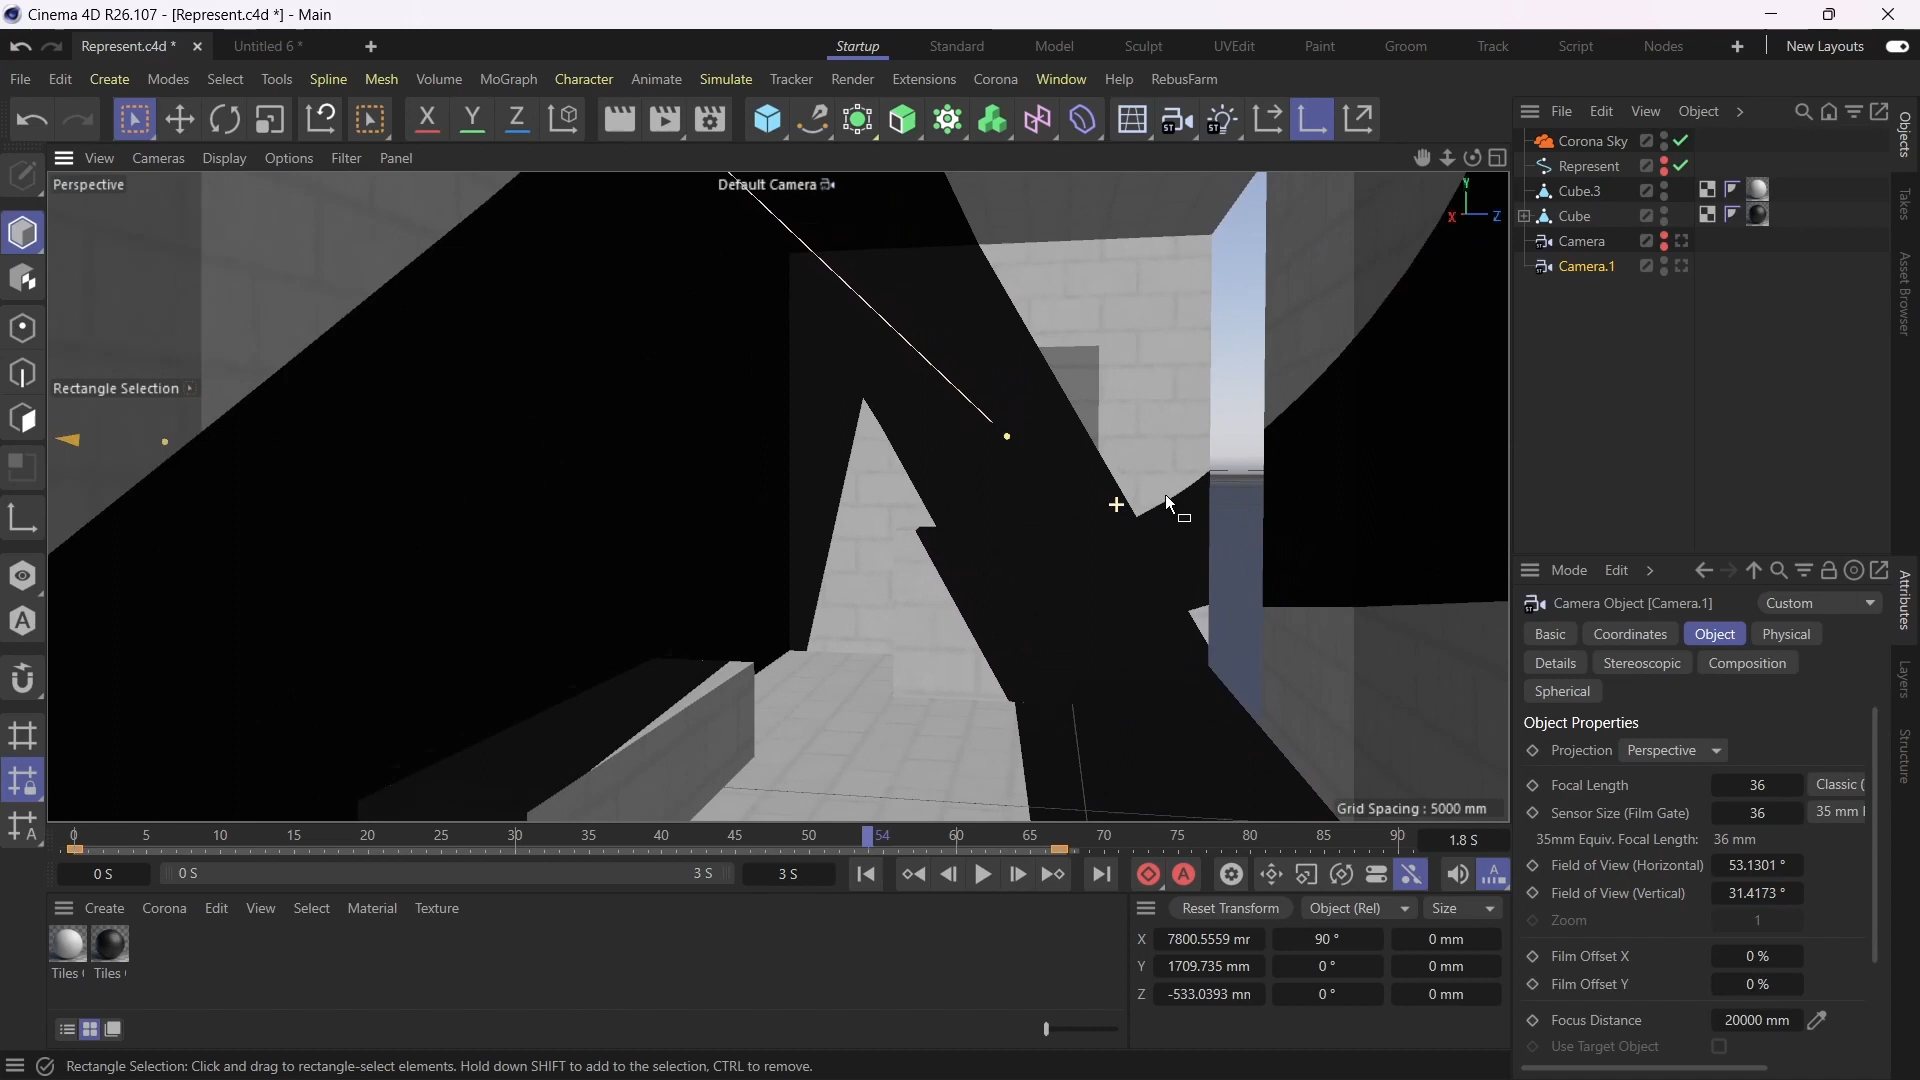 Cinema 4D R26.107 - [Represent.c4d *] - Main
Represent.c4d * × Untitled 6 * +
Startup Standard Model Sculpt UVEdit Paint Groom Track Script Nodes + New Layouts
File Edit Create Modes Select Tools Spline Mesh Volume MoGraph Character Animate Simulate Tracker Render Extensions Corona Window Help RebusFarm
X Y Z ST ST
File Edit View Object >
View Cameras Display Options Filter Panel
Perspective
Default Camera
Y
X Z
Rectangle Selection
Grid Spacing : 5000 mm
Corona Sky
Represent
Cube.3
Cube
Camera
Camera.1
Objects
Takes
Asset Browser
Attributes
Layers
Structure
Mode Edit >
Camera Object [Camera.1] Custom
Basic Coordinates Object Physical
Details Stereoscopic Composition
Spherical
Object Properties
Projection Perspective
Focal Length 36 Classic (
Sensor Size (Film Gate) 36 35 mm
35mm Equiv. Focal Length: 36 mm
Field of View (Horizontal) 53.1301 °
Field of View (Vertical) 31.4173 °
Zoom 1
Film Offset X 0 %
Film Offset Y 0 %
Focus Distance 20000 mm
Use Target Object
0 5 10 15 20 25 30 35 40 45 50 54 60 65 70 75 80 85 90 1.8 S
0 S 0 S 3 S 3 S
Create Corona Edit View Select Material Texture
Tiles ( Tiles (
Reset Transform Object (Rel) Size
X 7800.5559 mr 90 ° 0 mm
Y 1709.735 mm 0 ° 0 mm
Z -533.0393 mn 0 ° 0 mm
Rectangle Selection: Click and drag to rectangle-select elements. Hold down SHIFT to add to the selection, CTRL to remove.